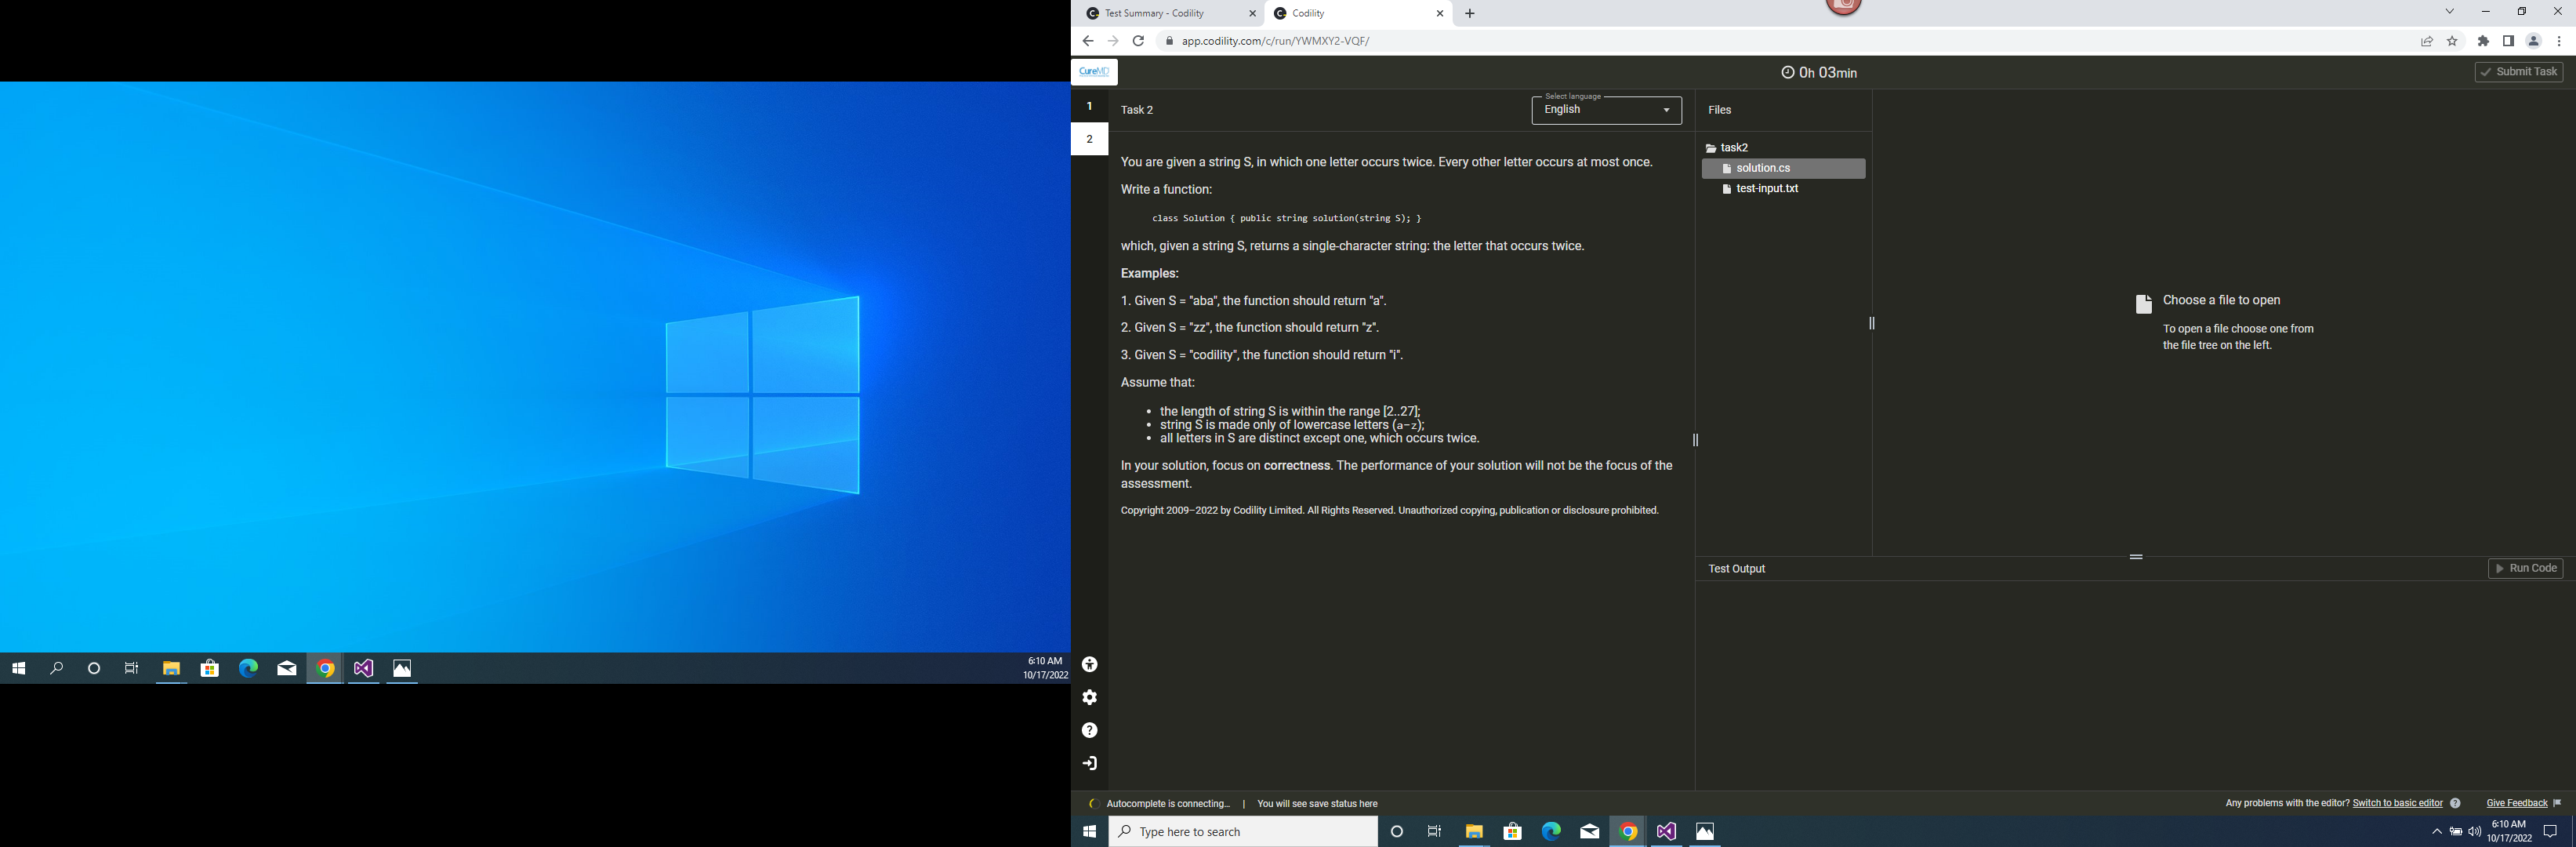 6:10 AM
10/17/2022
Test Summary - Codility
Codility
app.codility.com/c/run/YWMXY2-VQF/
CureMD
0h 03min
Submit Task
1
2
Task 2
Select language
English
You are given a string S, in which one letter occurs twice. Every other letter occurs at most once.
Write a function:
class Solution { public string solution(string S); }
which, given a string S, returns a single-character string: the letter that occurs twice.
Examples:
1. Given S = "aba", the function should return "a".
2. Given S = "zz", the function should return "z".
3. Given S = "codility", the function should return "i".
Assume that:
• the length of string S is within the range [2..27];
• string S is made only of lowercase letters (a-z);
• all letters in S are distinct except one, which occurs twice.
In your solution, focus on correctness. The performance of your solution will not be the focus of the
assessment.
Copyright 2009–2022 by Codility Limited. All Rights Reserved. Unauthorized copying, publication or disclosure prohibited.
Files
task2
solution.cs
test-input.txt
Choose a file to open
To open a file choose one from
the file tree on the left.
Test Output
Run Code
Autocomplete is connecting... | You will see save status here
Any problems with the editor? Switch to basic editor
Give Feedback
Type here to search
6:10 AM
10/17/2022